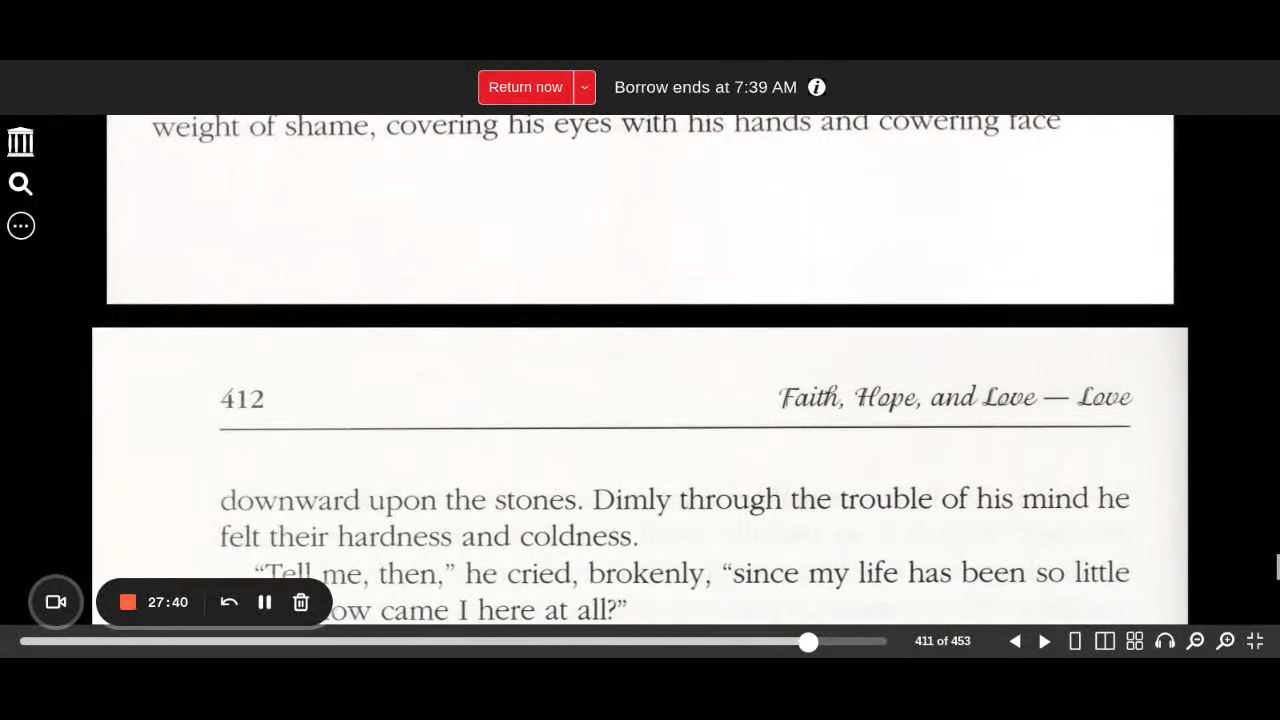 Return now
Borrow ends at 7:39 AM
weight of shame, covering his eyes with his hands and cowering face
412
Faith, Hope, and Love — Love
downward upon the stones. Dimly through the trouble of his mind he
felt their hardness and coldness.
“Tell me, then,” he cried, brokenly, “since my life has been so little
came I here at all?”
27:40
411 of 453